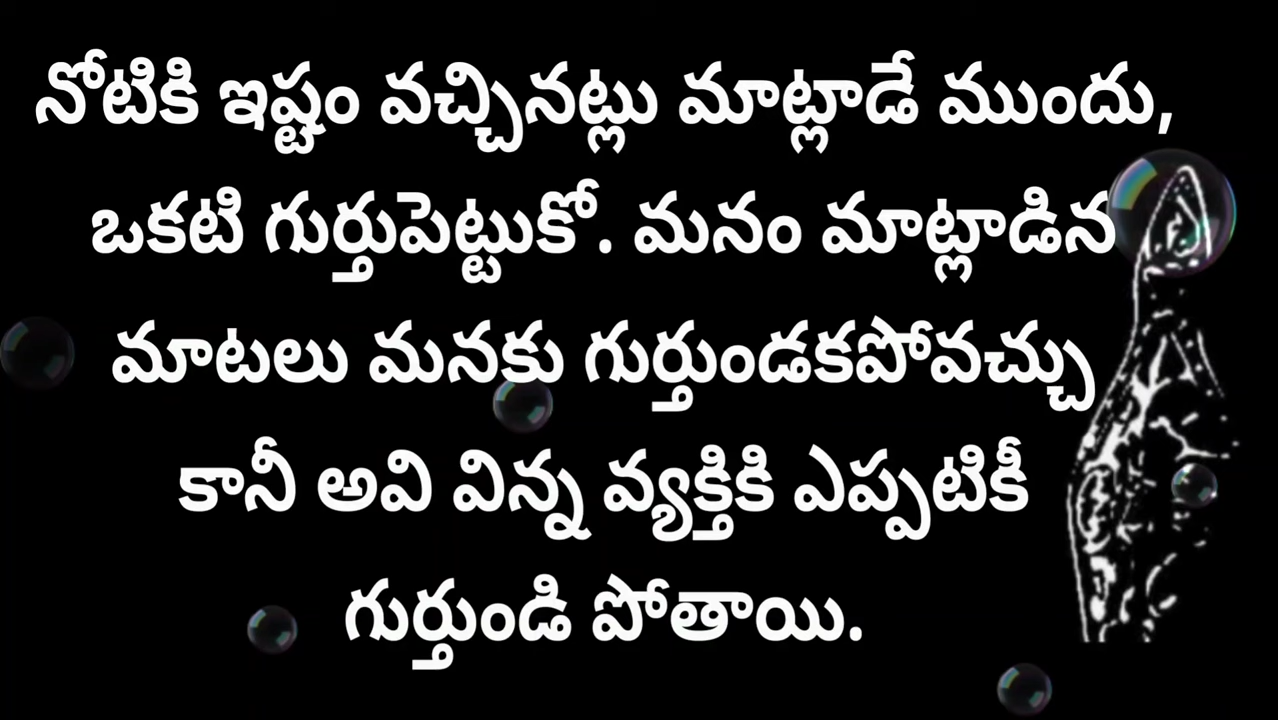 నోటికి ఇష్టం వచ్చినట్లు మాట్లాడే ముందు,
ఒకటి గుర్తుపెట్టుకో. మనం మాట్లాడిన
మాటలు మనకు గుర్తుండకపోవచ్చు
కానీ అవి విన్న వ్యక్తికి ఎప్పటికీ
గుర్తుండి పోతాయి.